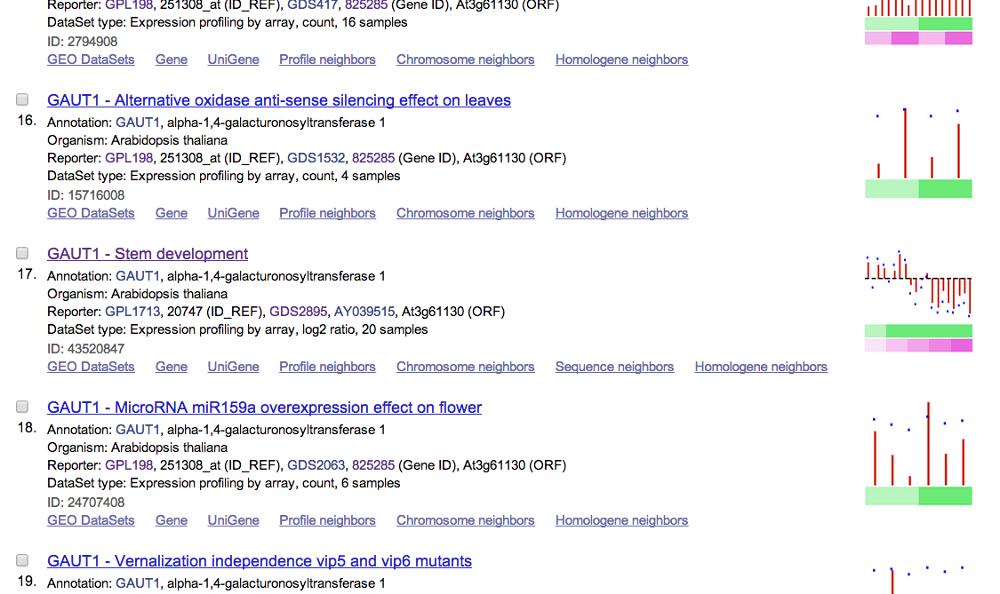 Reporter: GPL198, 251308_at (ID_REF), GDS417, 825285 (Gene ID), At3g61130 (ORF)
DataSet type: Expression profiling by array, count, 16 samples
ID: 2794908
GEO DataSets Gene UniGene Profile neighbors Chromosome neighbors Homologene neighbors
GAUT1 - Alternative oxidase anti-sense silencing effect on leaves
16. Annotation: GAUT1, alpha-1,4-galacturonosyltransferase 1
Organism: Arabidopsis thaliana
Reporter: GPL198, 251308_at (ID_REF), GDS1532, 825285 (Gene ID), At3g61130 (ORF)
DataSet type: Expression profiling by array, count, 4 samples
ID: 15716008
GEO DataSets Gene UniGene Profile neighbors Chromosome neighbors Homologene neighbors
GAUT1 - Stem development
17. Annotation: GAUT1, alpha-1,4-galacturonosyltransferase 1
Organism: Arabidopsis thaliana
Reporter: GPL1713, 20747 (ID_REF), GDS2895, AY039515, At3g61130 (ORF)
DataSet type: Expression profiling by array, log2 ratio, 20 samples
ID: 43520847
GEO DataSets Gene UniGene Profile neighbors Chromosome neighbors Sequence neighbors Homologene neighbors
GAUT1 - MicroRNA miR159a overexpression effect on flower
18. Annotation: GAUT1, alpha-1,4-galacturonosyltransferase 1
Organism: Arabidopsis thaliana
Reporter: GPL198, 251308_at (ID_REF), GDS2063, 825285 (Gene ID), At3g61130 (ORF)
DataSet type: Expression profiling by array, count, 6 samples
ID: 24707408
GEO DataSets Gene UniGene Profile neighbors Chromosome neighbors Homologene neighbors
GAUT1 - Vernalization independence vip5 and vip6 mutants
19. Annotation: GAUT1, alpha-1,4-galacturonosyltransferase 1